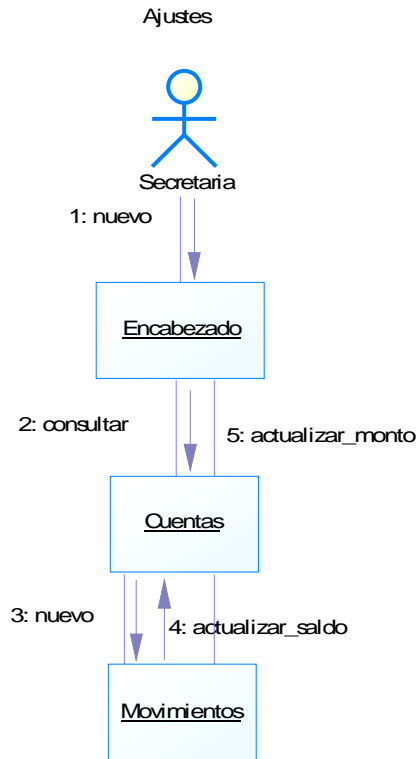 Ajustes
Secretaria
1: nuevo
Encabezado
2: consultar
5: actualizar_monto
Cuentas
3: nuevo
4: actualizar_saldo
Movimientos